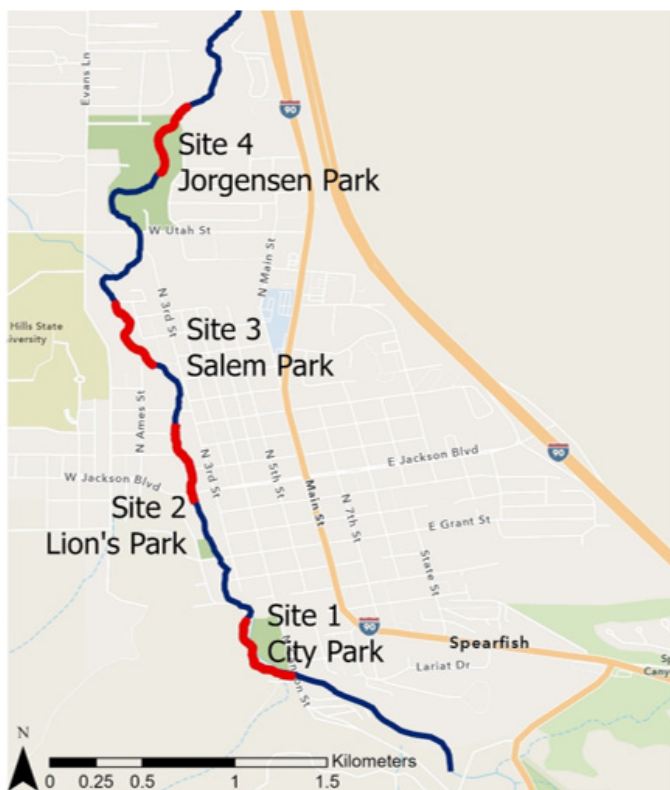 Evans Ln
90
Site 4
Jorgensen Park
W Utah St
N Main St
N 3rd St
Hills State
Site 3
Salem Park
N Ames St
90
E Jackson Blvd
W Jackson Blvd
N 3rd St
N 5th St
Main St
N 7th St
Site 2
Lion's Park
E Grant St
State St
Site 1
City Park
90
Spearfish
Lariat Dr
N
Kilometers
0 0.25 0.5 1 1.5